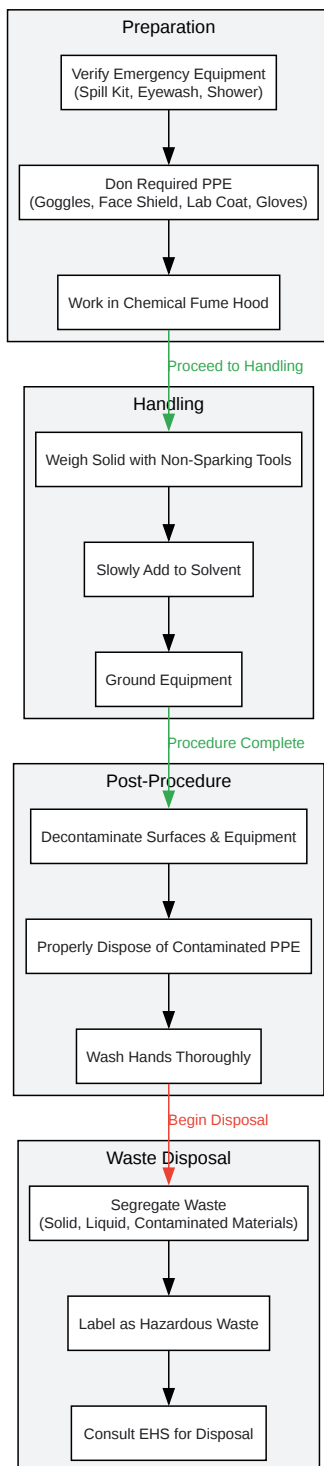 Preparation
Verify Emergency Equipment
(Spill Kit, Eyewash, Shower)
Don Required PPE
(Goggles, Face Shield, Lab Coat, Gloves)
Work in Chemical Fume Hood
Proceed to Handling
Handling
Weigh Solid with Non-Sparking Tools
Slowly Add to Solvent
Ground Equipment
Procedure Complete
Post-Procedure
Decontaminate Surfaces & Equipment
Properly Dispose of Contaminated PPE
Wash Hands Thoroughly
Begin Disposal
Waste Disposal
Segregate Waste
(Solid, Liquid, Contaminated Materials)
Label as Hazardous Waste
Consult EHS for Disposal